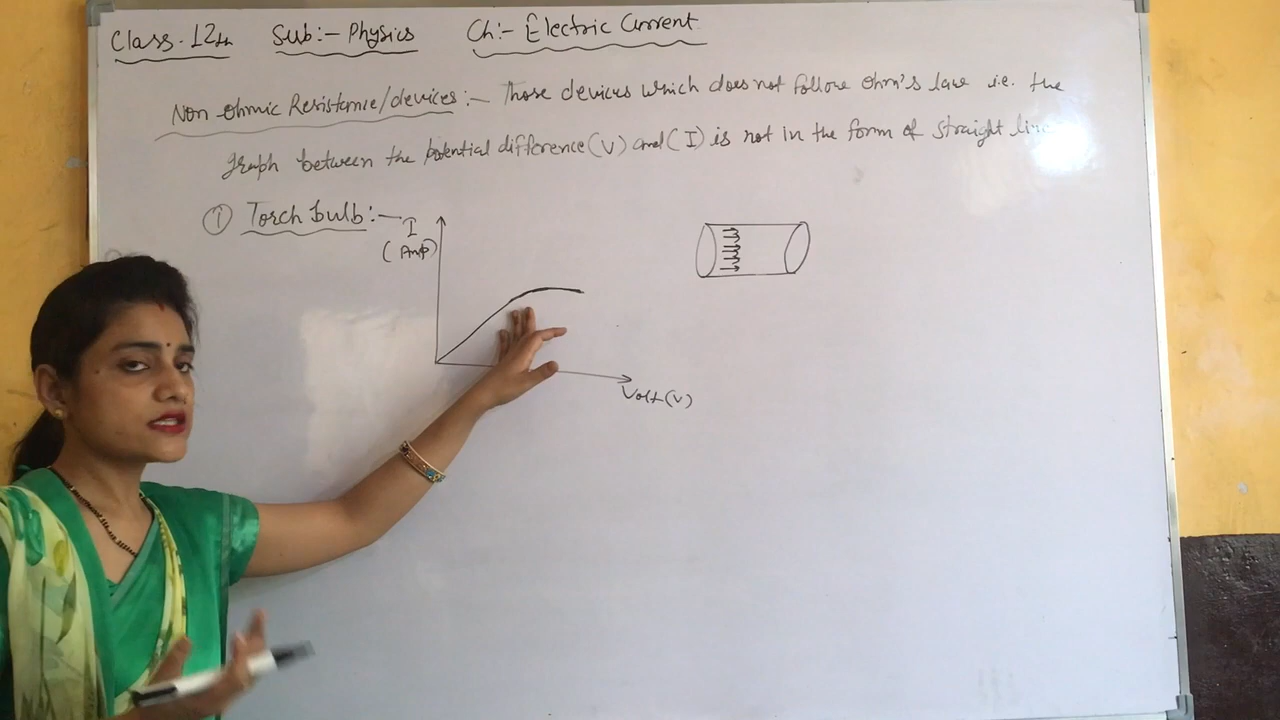 Class. 12th Sub:- Physics Ch:- Electric Current
Non ohmic Resistance/devices:- Those devices which does not follow ohm's law i.e. the
graph between the potential difference (V) and (I) is not in the form of straight line
① Torch bulb:- I
(Amp)
Volt (V)